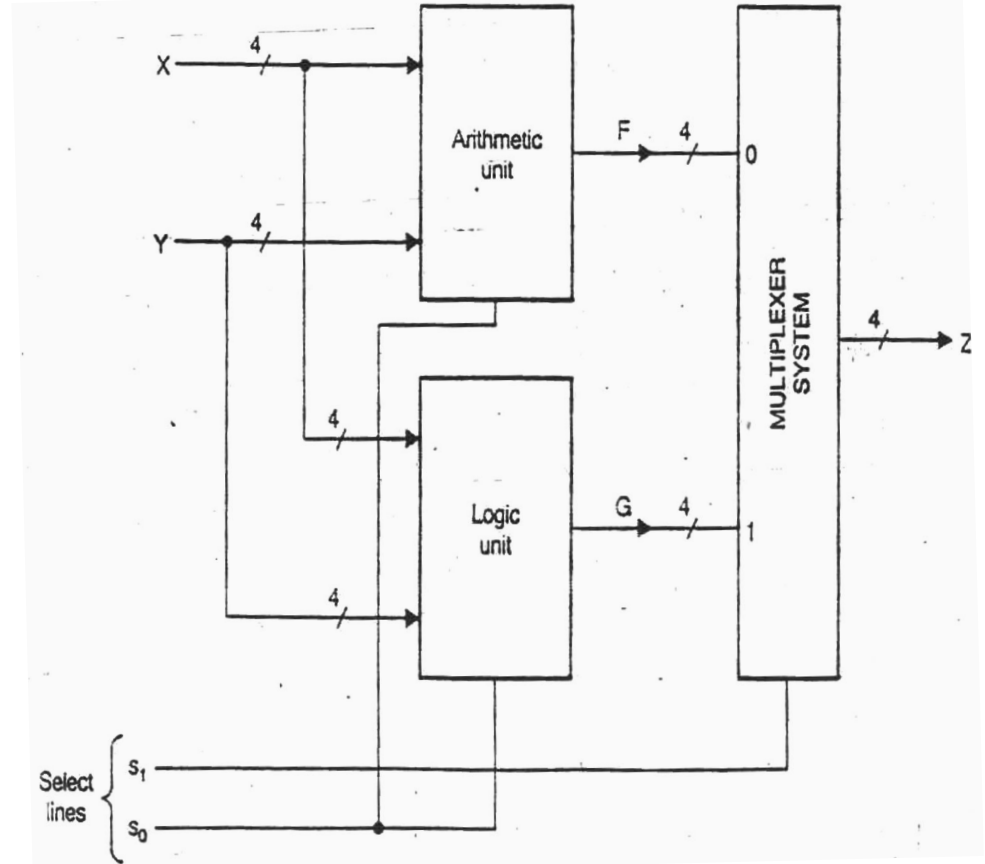 4
X
Arithmetic
unit
F
4
0
4
Y
MULTIPLEXER
SYSTEM
4
Z
4
Logic
unit
G
4
1
4
Select
lines
S₁
S₀